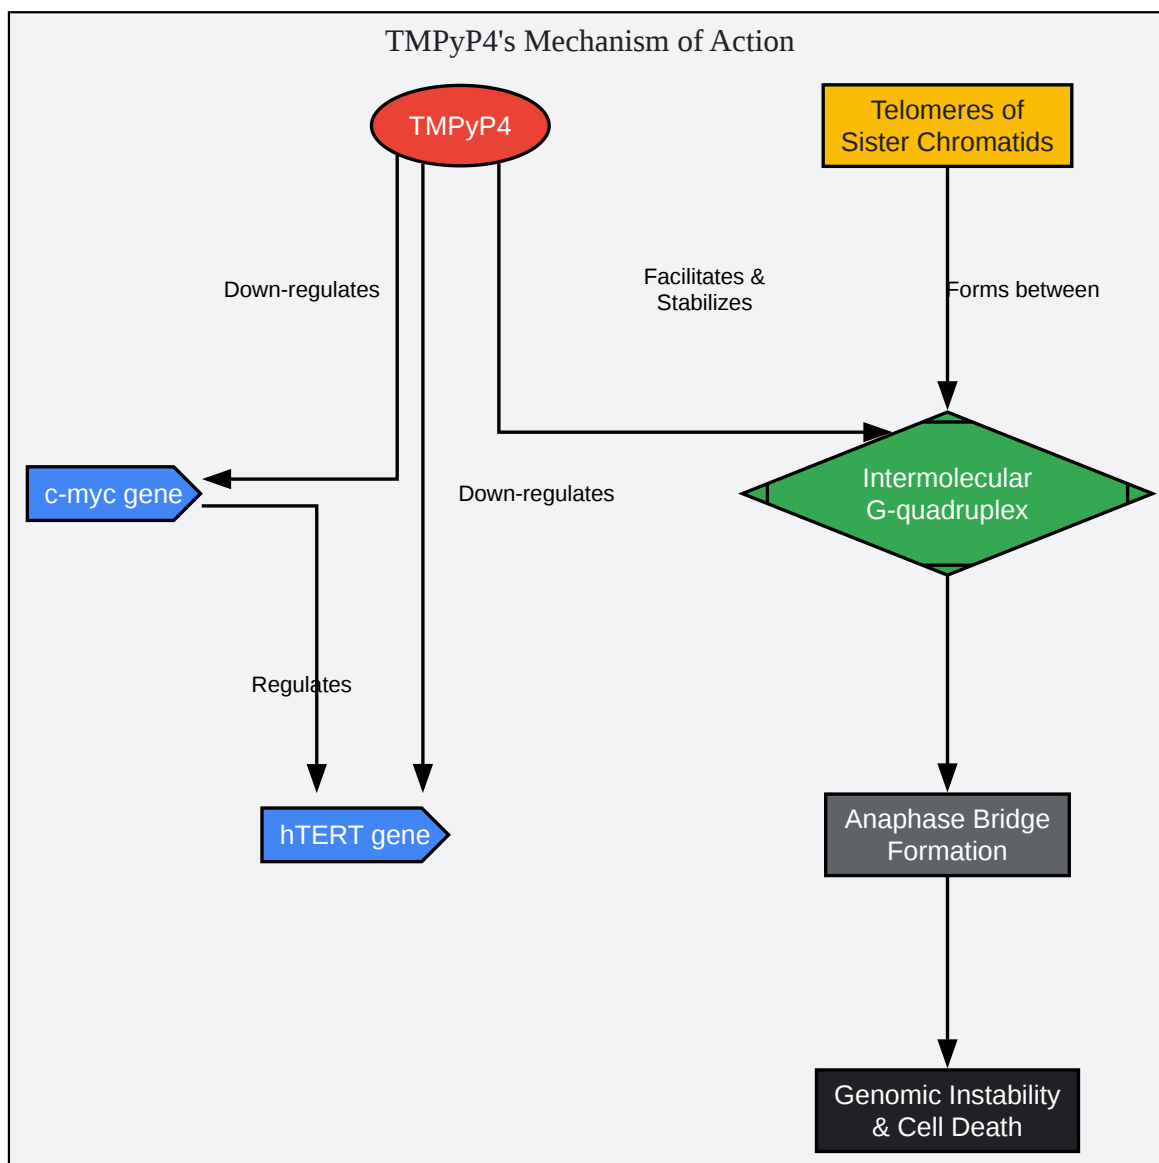 TMPyP4's Mechanism of Action
TMPyP4
Telomeres of
Sister Chromatids
Down-regulates
Facilitates &
Stabilizes
Forms between
c-myc gene
Down-regulates
Intermolecular
G-quadruplex
Regulates
hTERT gene
Anaphase Bridge
Formation
Genomic Instability
& Cell Death